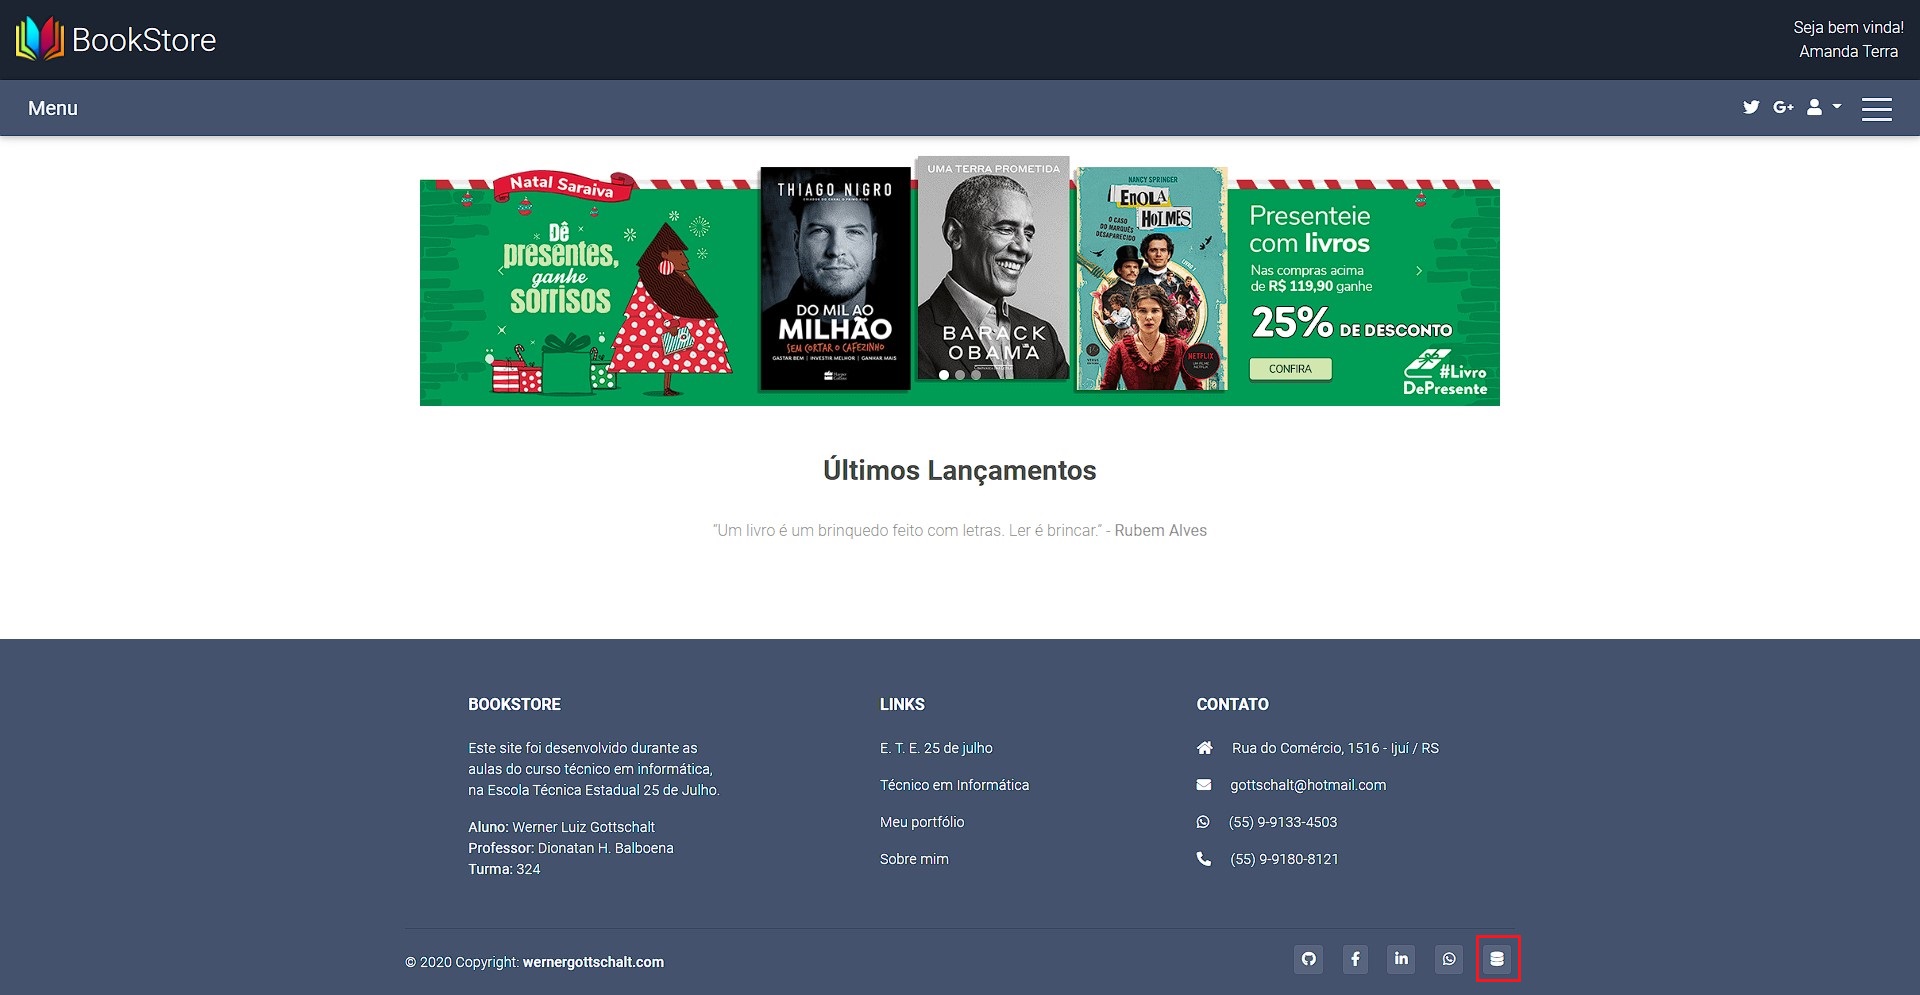 BookStore
Seja bem vinda!
Amanda Terra
Menu
Natal Saraiva
Dê
presentes,
ganhe
sorrisos
THIAGO NIGRO
DO MIL AO
MILHÃO
SEM CORTAR O CAFEZINHO
GASTAR BEM | INVESTIR MELHOR | GANHAR MAIS
UMA TERRA PROMETIDA
BARACK
OBAMA
NANCY SPRINGER
ENOLA
HOLMES
O CASO
DO MARQUÊS
DESAPARECIDO
NETFLIX
Presenteie
com livros
Nas compras acima
de R$ 119,90 ganhe
25% DE DESCONTO
CONFIRA
#Livro
DePresente
Últimos Lançamentos
"Um livro é um brinquedo feito com letras. Ler é brincar." - Rubem Alves
BOOKSTORE
Este site foi desenvolvido durante as
aulas do curso técnico em informática,
na Escola Técnica Estadual 25 de Julho.
Aluno: Werner Luiz Gottschalt
Professor: Dionatan H. Balboena
Turma: 324
LINKS
E. T. E. 25 de julho
Técnico em Informática
Meu portfólio
Sobre mim
CONTATO
Rua do Comércio, 1516 - Ijuí / RS
gottschalt@hotmail.com
(55) 9-9133-4503
(55) 9-9180-8121
© 2020 Copyright: wernergottschalt.com